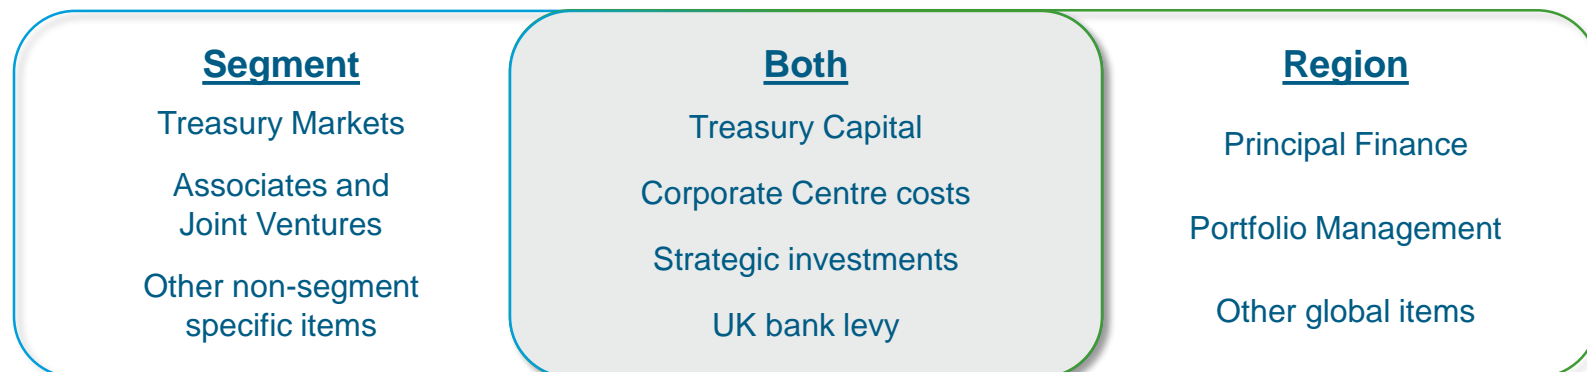 Segment
Treasury Markets
Associates and
Joint Ventures
Other non-segment
specific items
Both
Treasury Capital
Corporate Centre costs
Strategic investments
UK bank levy
Region
Principal Finance
Portfolio Management
Other global items